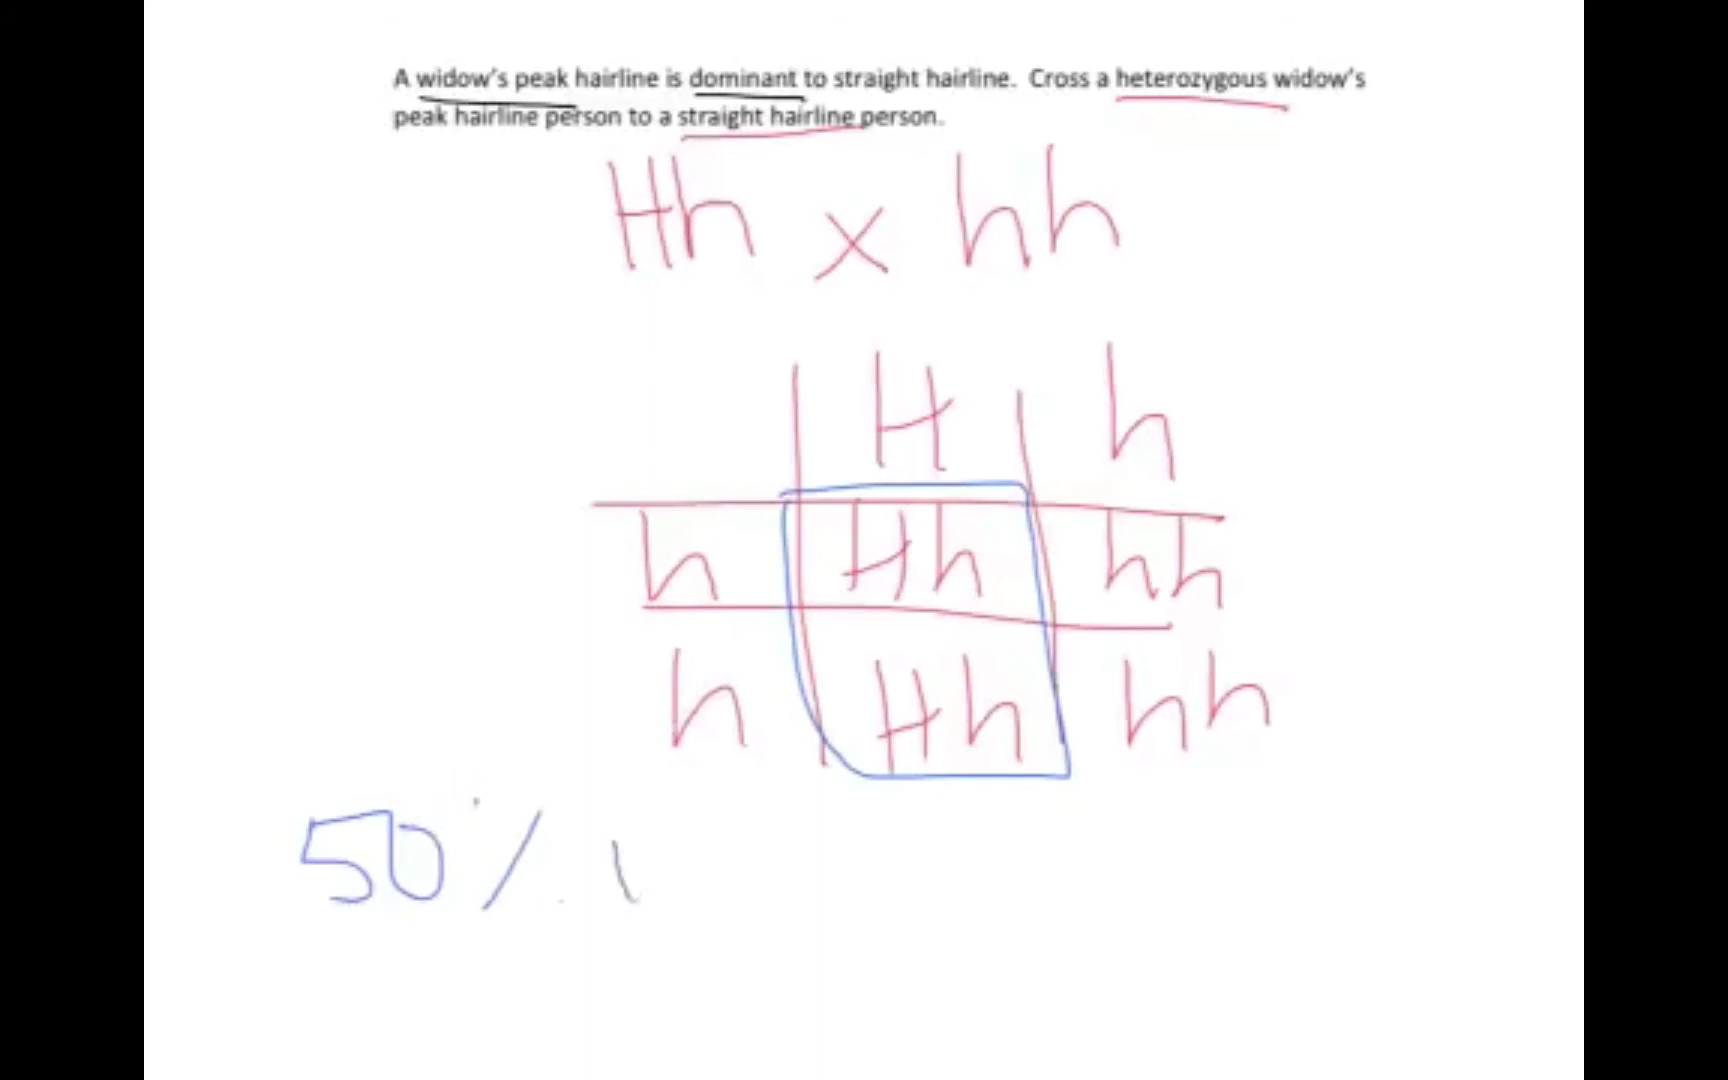 A widow's peak hairline is dominant to straight hairline. Cross a heterozygous widow's
peak hairline person to a straight hairline person.
Hh x hh
H h
h Hh hh
h Hh hh
50%